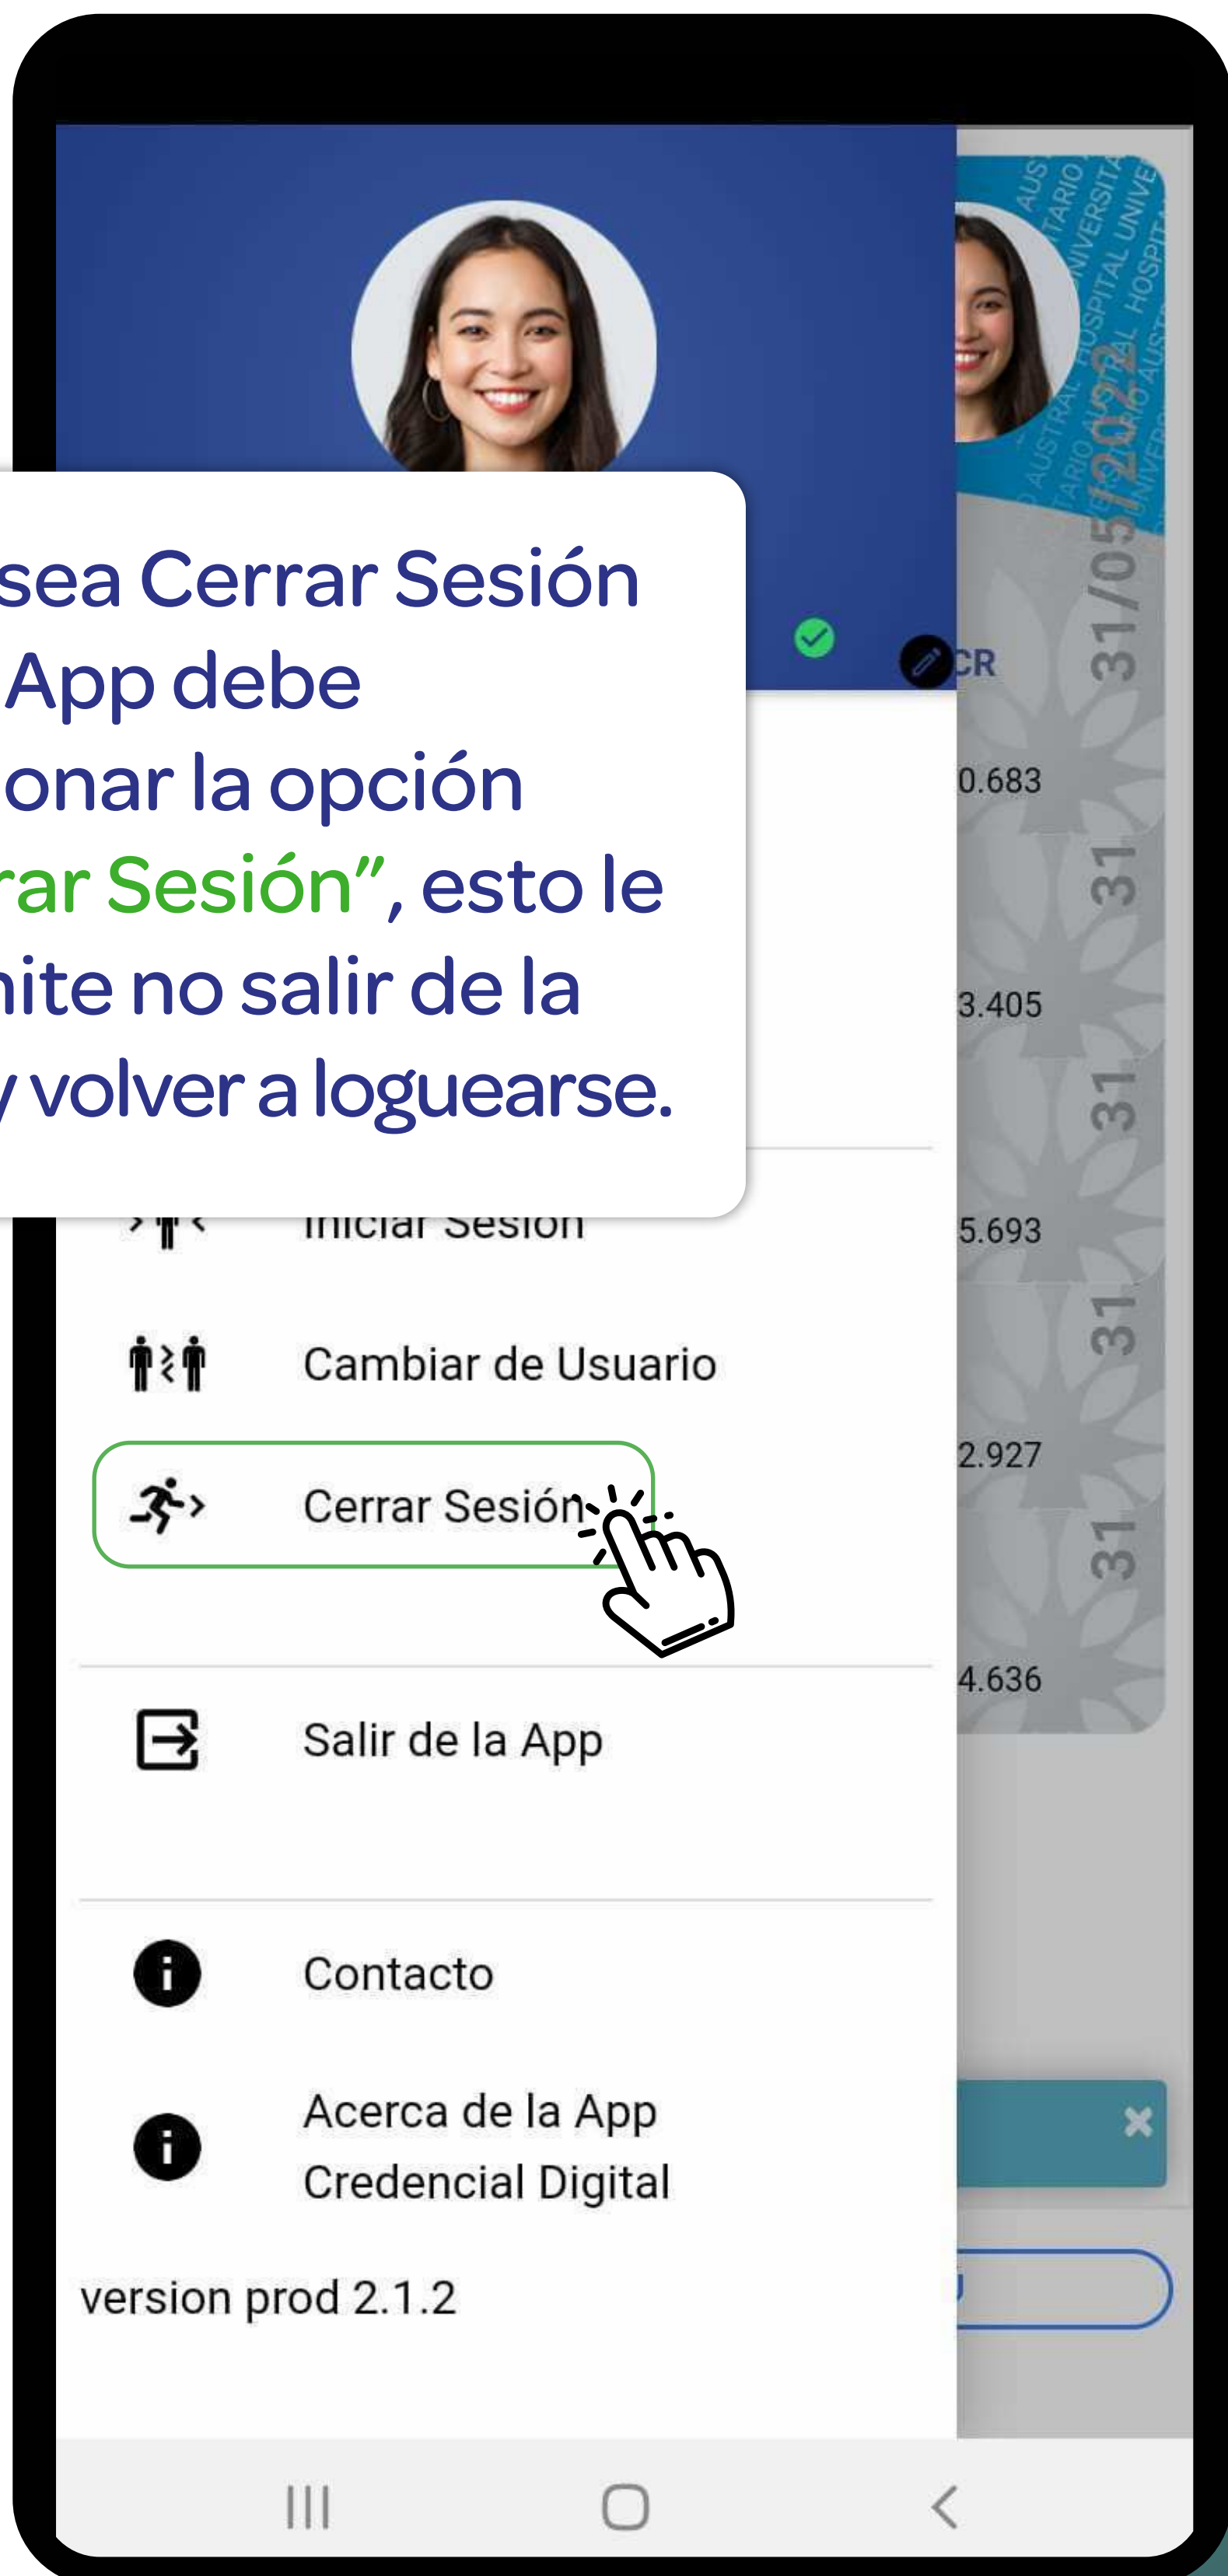 sea Cerrar Sesión
App debe
onar la opción
rar Sesión”, esto le
ite no salir de la
y volver a loguearse.
Iniciar Sesión
Cambiar de Usuario
Cerrar Sesión
Salir de la App
Contacto
Acerca de la App
Credencial Digital
version prod 2.1.2
31/05/2022
CR
0.683
31
3.405
31
5.693
31
2.927
31
4.636